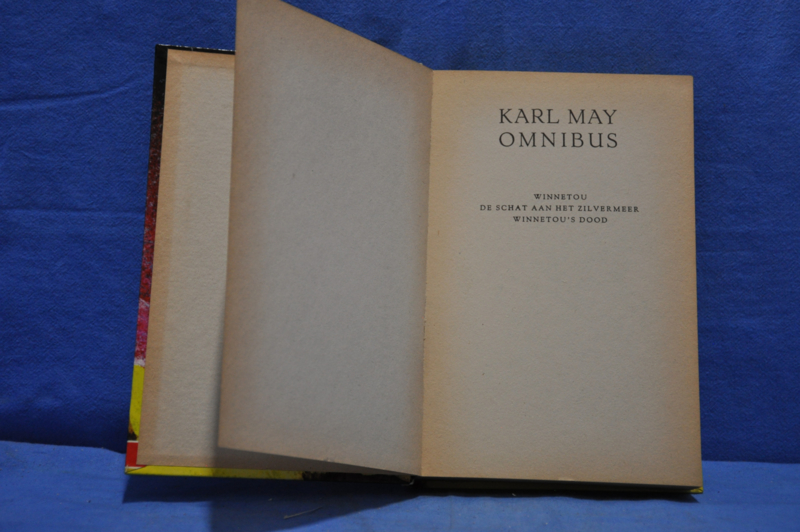 KARL MAY
OMNIBUS
WINNETOU
DE SCHAT AAN HET ZILVERMEER
WINNETOU'S DOOD